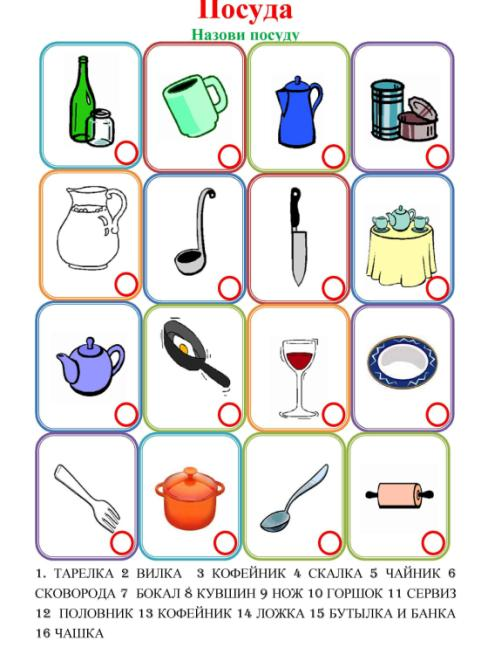 Посуда
Назови посуду
1. ТАРЕЛКА 2 ВИЛКА 3 КОФЕЙНИК 4 СКАЛКА 5 ЧАЙНИК 6
СКОВОРОДА 7 БОКАЛ 8 КУВШИН 9 НОЖ 10 ГОРШОК 11 СЕРВИЗ
12 ПОЛОВНИК 13 КОФЕЙНИК 14 ЛОЖКА 15 БУТЫЛКА И БАНКА
16 ЧАШКА